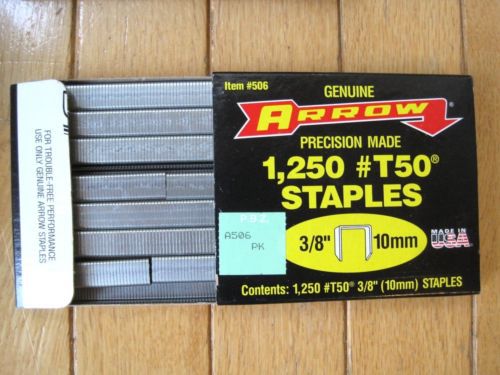 Item #506
GENUINE
ARROW®
PRECISION MADE
1,250 #T50®
STAPLES
P.B.Z.
A506
PK
3/8" 10mm
MADE IN
USA
Contents: 1,250 #T50® 3/8" (10mm) STAPLES
FOR TROUBLE-FREE PERFORMANCE
USE ONLY GENUINE ARROW STAPLES